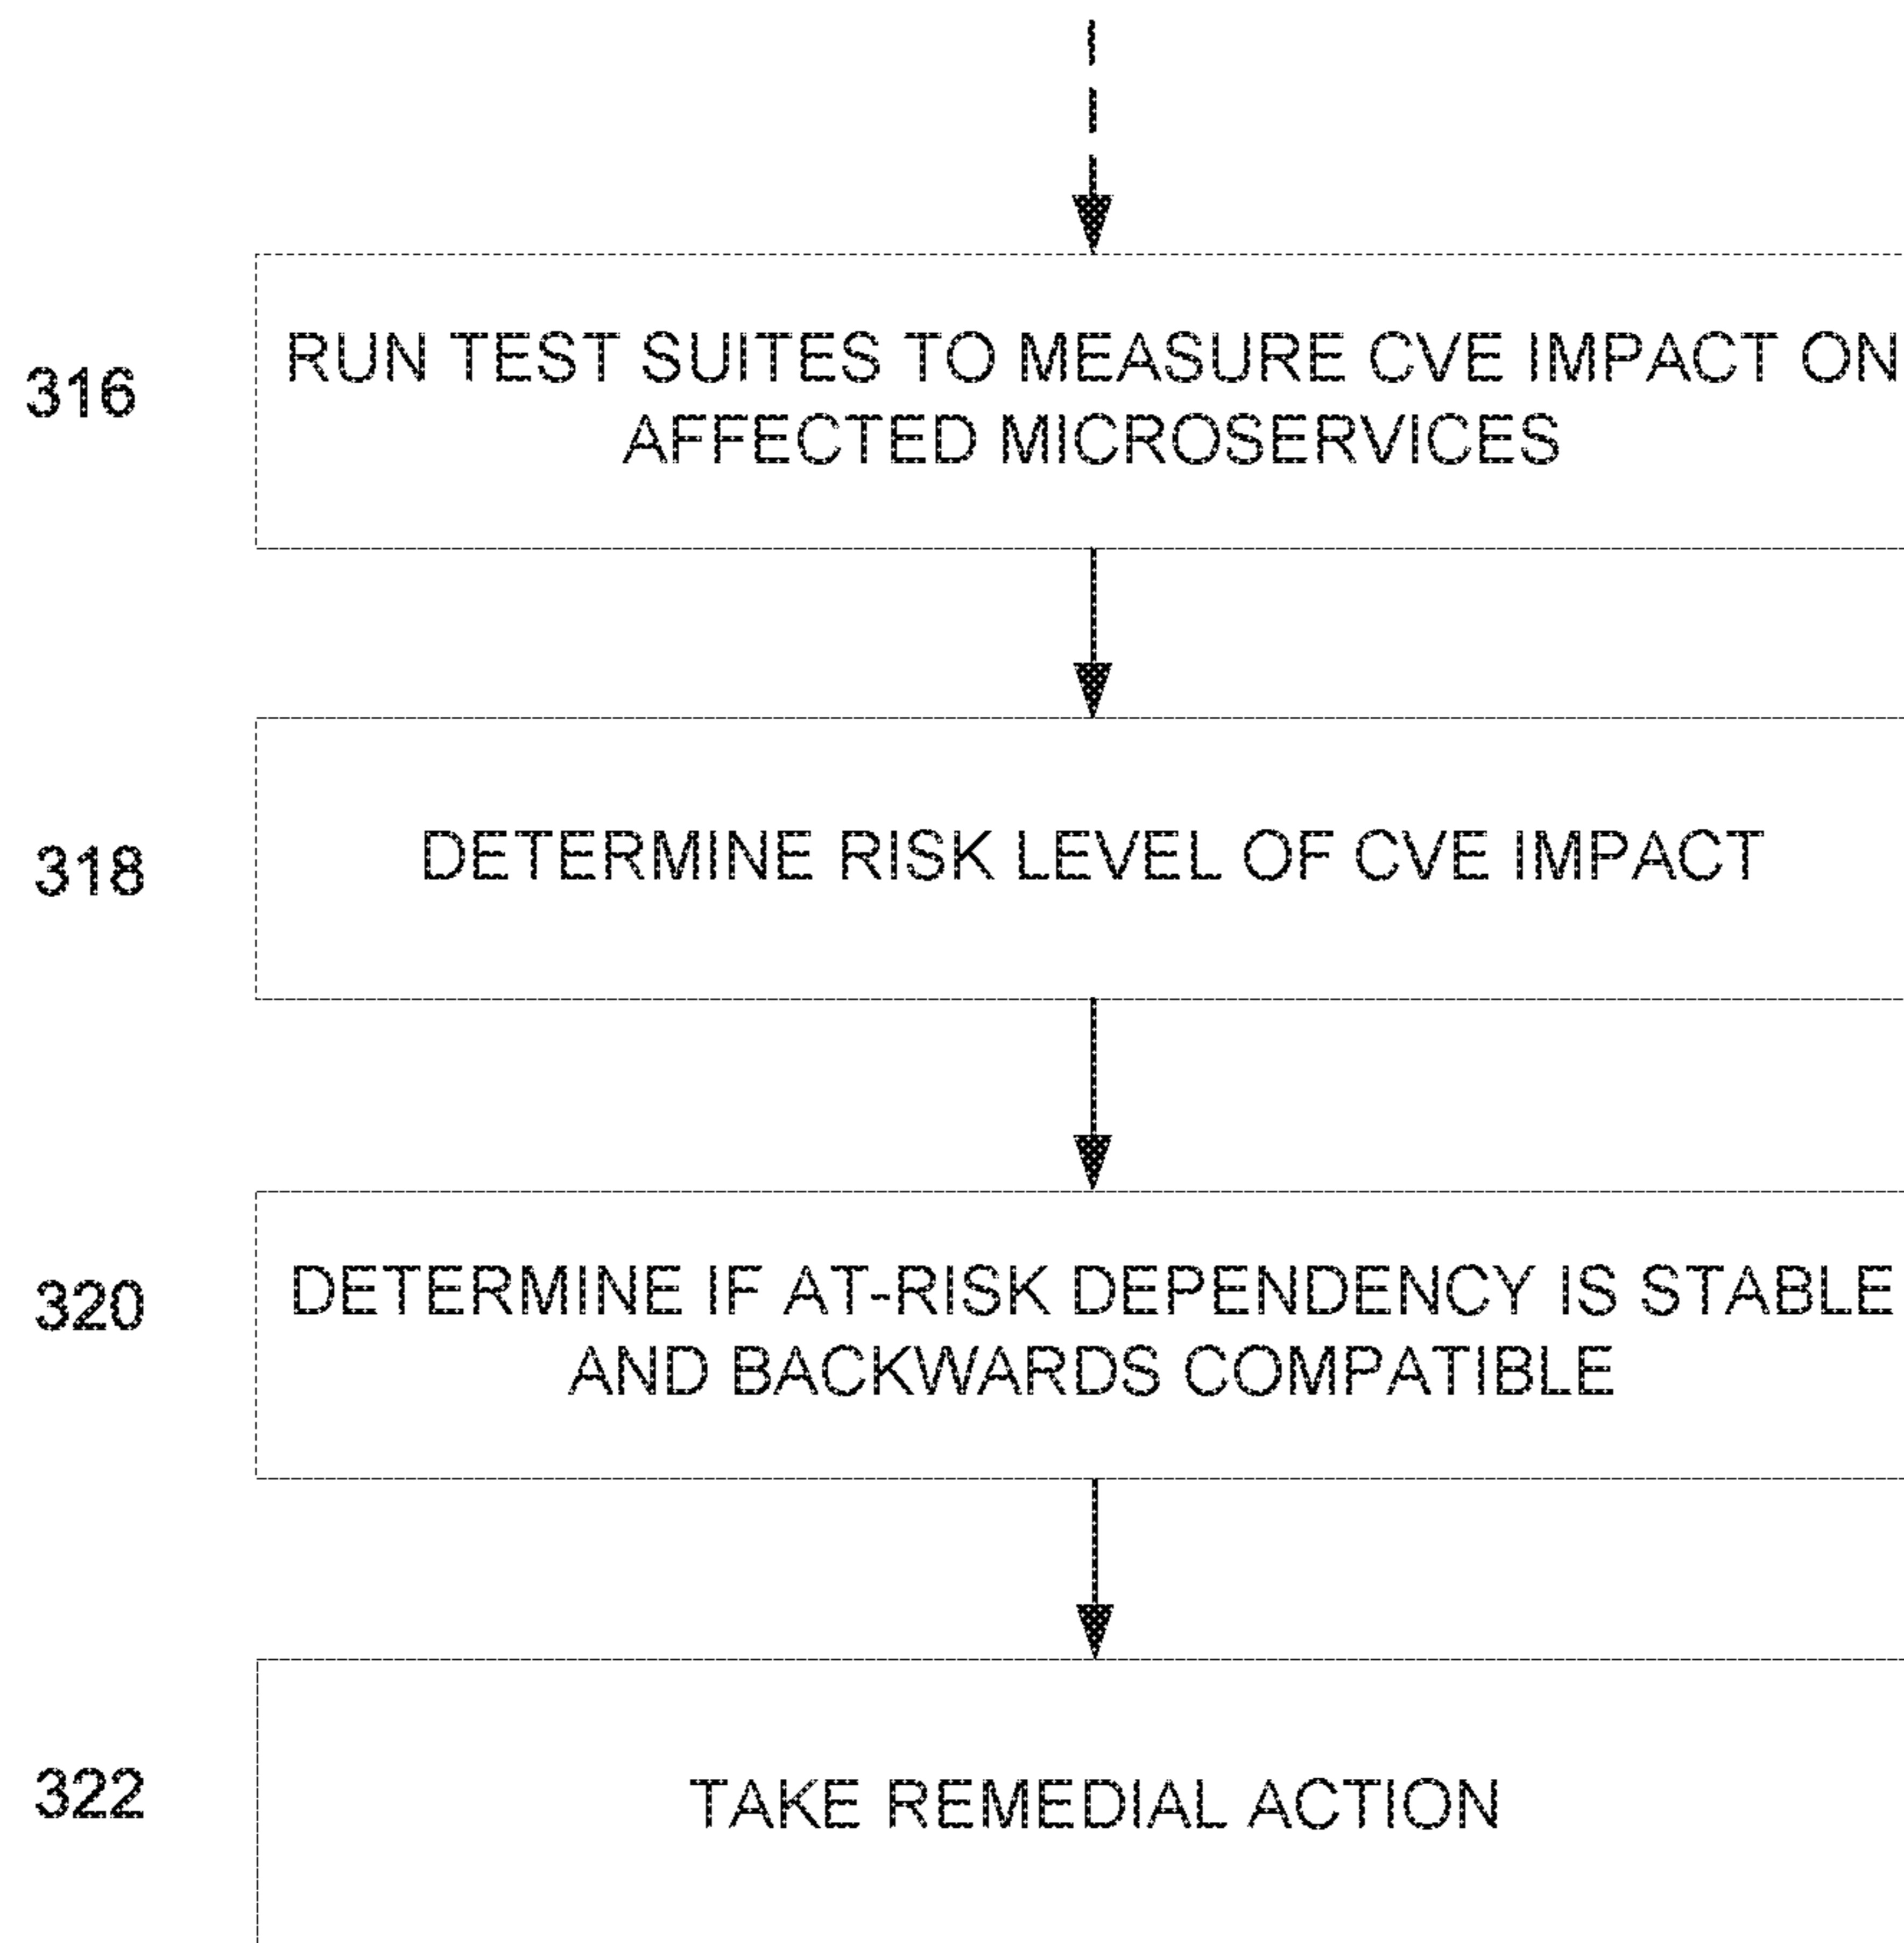 316
RUN TEST SUITES TO MEASURE CVE IMPACT ON
AFFECTED MICROSERVICES
318
DETERMINE RISK LEVEL OF CVE IMPACT
320
DETERMINE IF AT-RISK DEPENDENCY IS STABLE
AND BACKWARDS COMPATIBLE
322
TAKE REMEDIAL ACTION